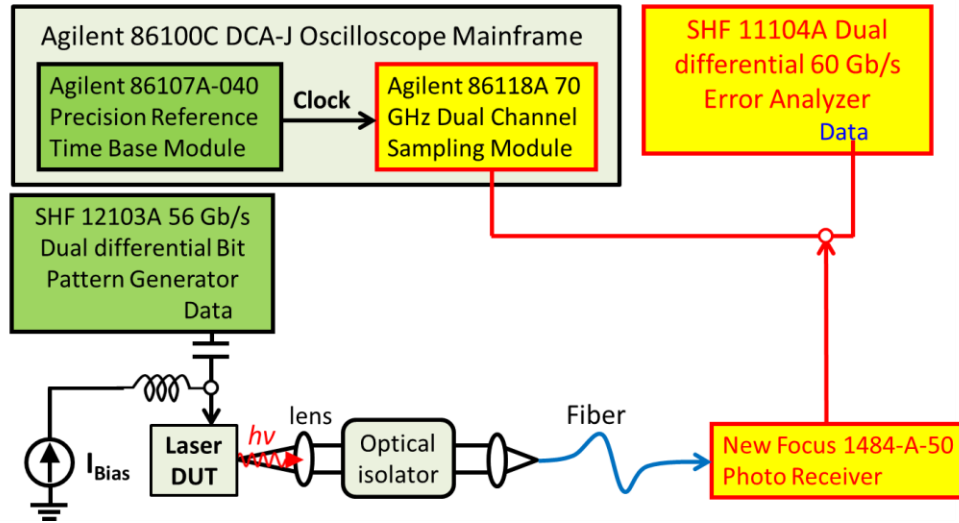 Agilent 86100C DCA-J Oscilloscope Mainframe
Agilent 86107A-040
Precision Reference
Time Base Module
Clock
Agilent 86118A 70
GHz Dual Channel
Sampling Module
SHF 11104A Dual
differential 60 Gb/s
Error Analyzer
Data
SHF 12103A 56 Gb/s
Dual differential Bit
Pattern Generator
Data
I_Bias
Laser
DUT
hv
lens
Optical
isolator
Fiber
New Focus 1484-A-50
Photo Receiver